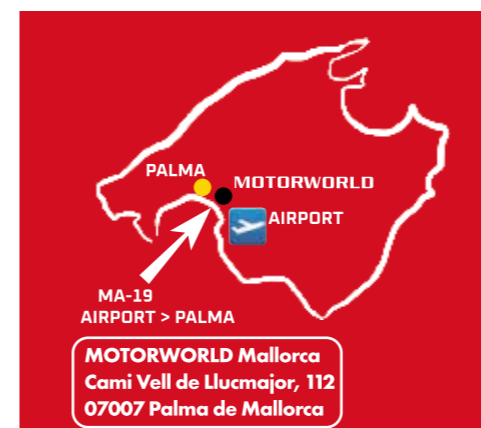 PALMA
MOTORWORLD
AIRPORT
MA-19
AIRPORT > PALMA
MOTORWORLD Mallorca
Cami Vell de Llucmajor, 112
07007 Palma de Mallorca